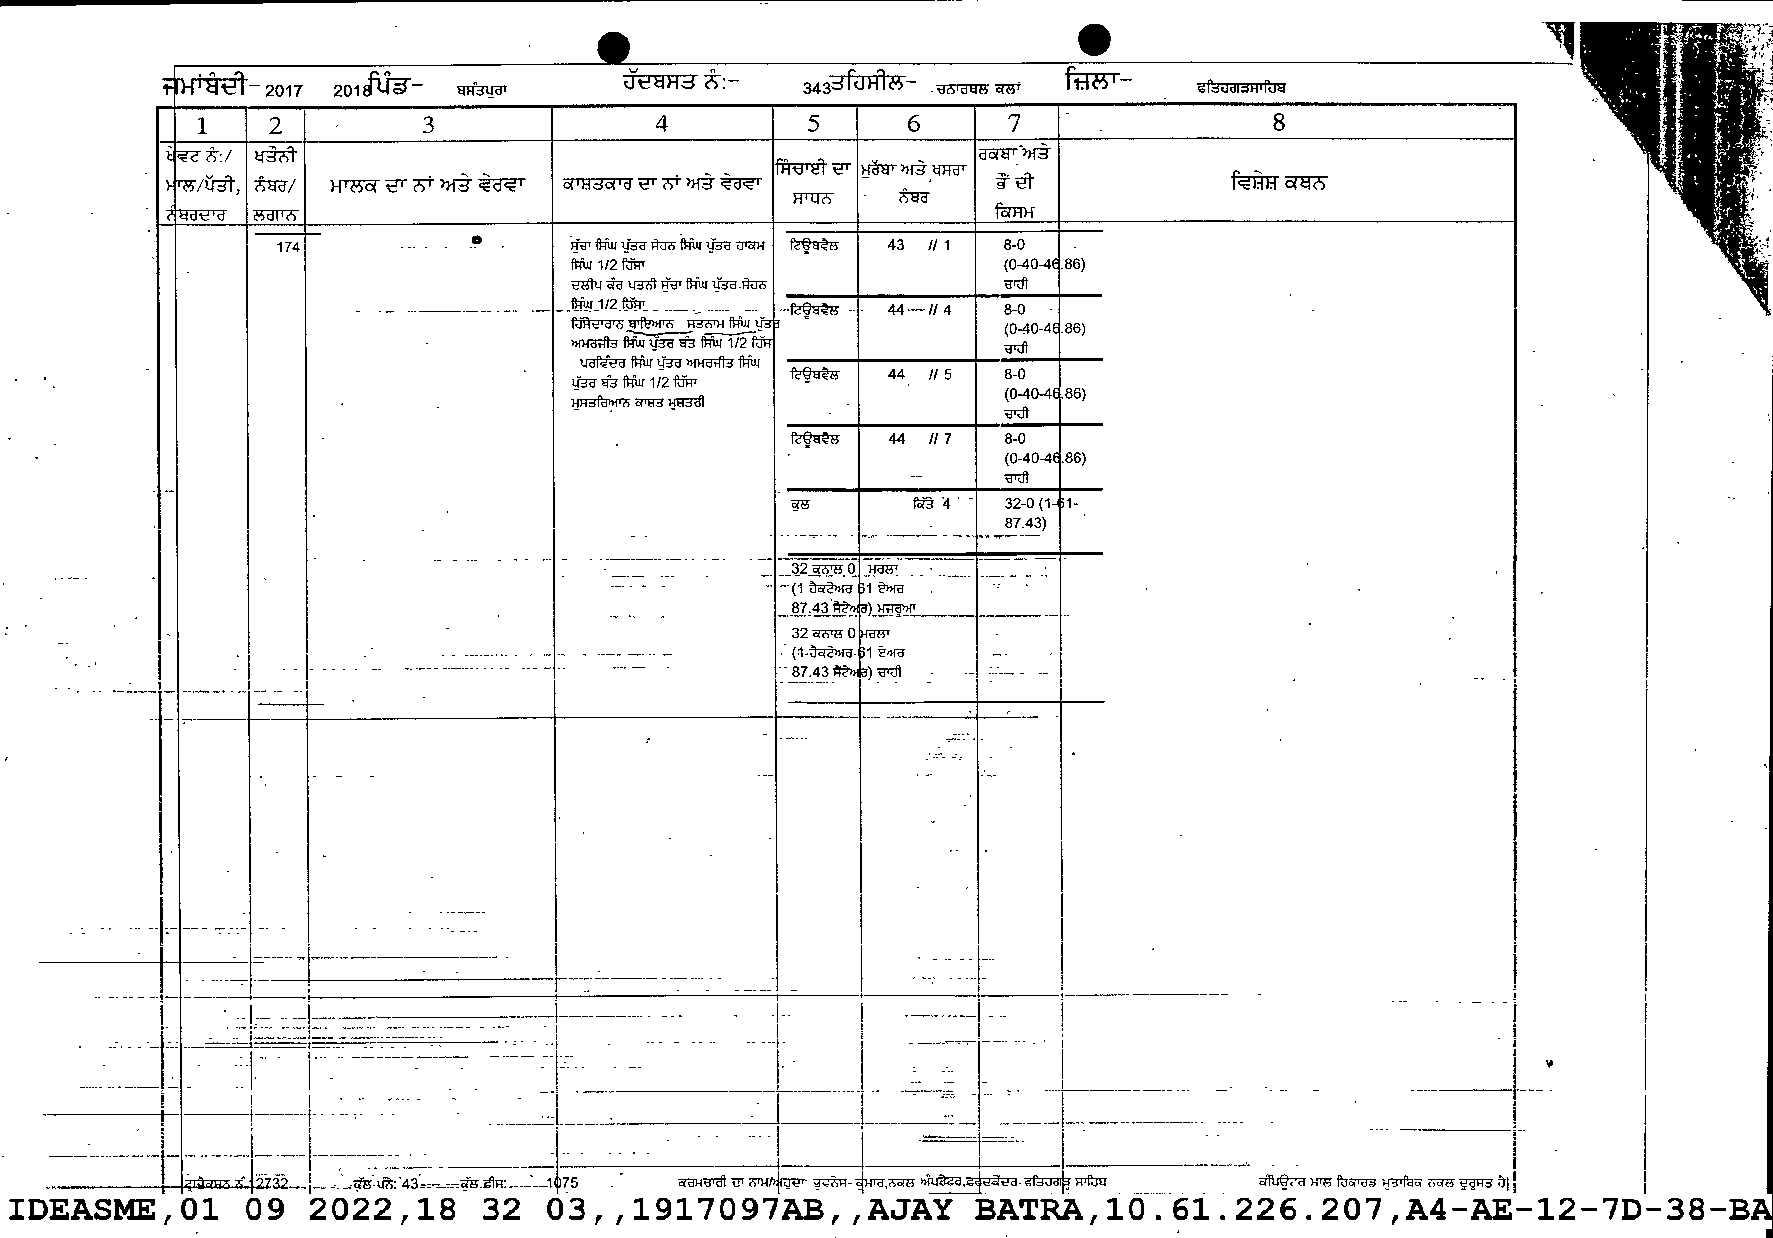 ਜਮਾਂਬੰਦੀ- 2017 2018 ਪਿੰਡ- ਬਸੰਤਪੁਰਾ ਹੱਦਬਸਤ ਨੰ:- 343 ਤਹਿਸੀਲ- ਚਨਾਰਥਲ ਕਲਾਂ ਜ਼ਿਲਾ- ਫਤਿਹਗੜਸਾਹਿਬ
1 2 3 4 5 6 7 8
ਖੇਵਟ ਨੰ:/ ਮਾਲ/ਪੱਤੀ, ਨੰਬਰਦਾਰ
ਖਤੌਨੀ ਨੰਬਰ/ ਲਗਾਨ
ਮਾਲਕ ਦਾ ਨਾਂ ਅਤੇ ਵੇਰਵਾ
ਕਾਸ਼ਤਕਾਰ ਦਾ ਨਾਂ ਅਤੇ ਵੇਰਵਾ
ਸਿੰਚਾਈ ਦਾ ਸਾਧਨ
ਮੁਰੱਬਾ ਅਤੇ ਖਸਰਾ ਨੰਬਰ
ਰਕਬਾ ਅਤੇ ਭੌਂ ਦੀ ਕਿਸਮ
ਵਿਸ਼ੇਸ਼ ਕਥਨ
174
ਸੁੱਚਾ ਸਿੰਘ ਪੁੱਤਰ ਸੋਹਨ ਸਿੰਘ ਪੁੱਤਰ ਹਾਕਮ
ਸਿੰਘ 1/2 ਹਿੱਸਾ
ਦਲੀਪ ਕੌਰ ਪਤਨੀ ਸੁੱਚਾ ਸਿੰਘ ਪੁੱਤਰ ਸੋਹਨ
ਸਿੰਘ 1/2 ਹਿੱਸਾ
ਹਿੱਸੇਦਾਰਾਨ ਬਾਇਆਨ ਸਤਨਾਮ ਸਿੰਘ ਪੁੱਤਰ
ਅਮਰਜੀਤ ਸਿੰਘ ਪੁੱਤਰ ਬੰਤ ਸਿੰਘ 1/2 ਹਿੱਸਾ
ਪਰਵਿੰਦਰ ਸਿੰਘ ਪੁੱਤਰ ਅਮਰਜੀਤ ਸਿੰਘ
ਪੁੱਤਰ ਬੰਤ ਸਿੰਘ 1/2 ਹਿੱਸਾ
ਮੁਸਤਰਿਆਨ ਕਾਸ਼ਤ ਮੁਸ਼ਤਰੀ
ਟਿਊਬਵੈਲ 43 // 1 8-0
(0-40-46.86)
ਚਾਹੀ
ਟਿਊਬਵੈਲ 44 // 4 8-0
(0-40-46.86)
ਚਾਹੀ
ਟਿਊਬਵੈਲ 44 // 5 8-0
(0-40-46.86)
ਚਾਹੀ
ਟਿਊਬਵੈਲ 44 // 7 8-0
(0-40-46.86)
ਚਾਹੀ
ਕੁਲ ਕਿੱਤੇ 4 32-0 (1-61-
87.43)
32 ਕਨਾਲ 0 ਮਰਲਾ
(1 ਹੈਕਟੇਅਰ 61 ਏਅਰ
87.43 ਸੈਂਟੇਅਰ) ਮਜਰੂਆ
32 ਕਨਾਲ 0 ਮਰਲਾ
(1 ਹੈਕਟੇਅਰ 61 ਏਅਰ
87.43 ਸੈਂਟੇਅਰ) ਚਾਹੀ
ਟ੍ਰਾਜੈਕਸ਼ਨ ਨੰ. 12732 ਕੁੱਲ ਪੰਨੇ: 43 ਕੁੱਲ ਫੀਸ: 1075 ਕਰਮਚਾਰੀ ਦਾ ਨਾਮ/ਅਹੁਦਾ ਕੁਮਾਰ,ਨਕਲ ਅੱਪਰੇਟਰ,ਫਰਦਕੇਂਦਰ ਫਤਿਹਗੜ੍ਹ ਸਾਹਿਬ ਕੰਪਿਊਟਰ ਮਾਲ ਰਿਕਾਰਡ ਮੁਤਾਬਿਕ ਨਕਲ ਦੁਰੁਸਤ ਹੈ|
IDEASME,01 09 2022,18 32 03,,1917097AB,,AJAY BATRA,10.61.226.207,A4-AE-12-7D-38-BA